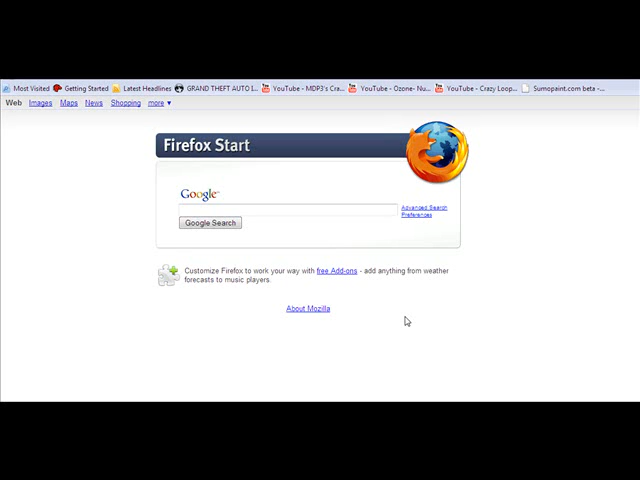 Most Visited Getting Started Latest Headlines GRAND THEFT AUTO I... YouTube - MDP3's Cra... YouTube - Ozone- Nu... YouTube - Crazy Loop... Sumopaint.com beta -...
Web Images Maps News Shopping more ▼
Firefox Start
Google™
Advanced Search
Preferences
Google Search
Customize Firefox to work your way with free Add-ons - add anything from weather
forecasts to music players.
About Mozilla